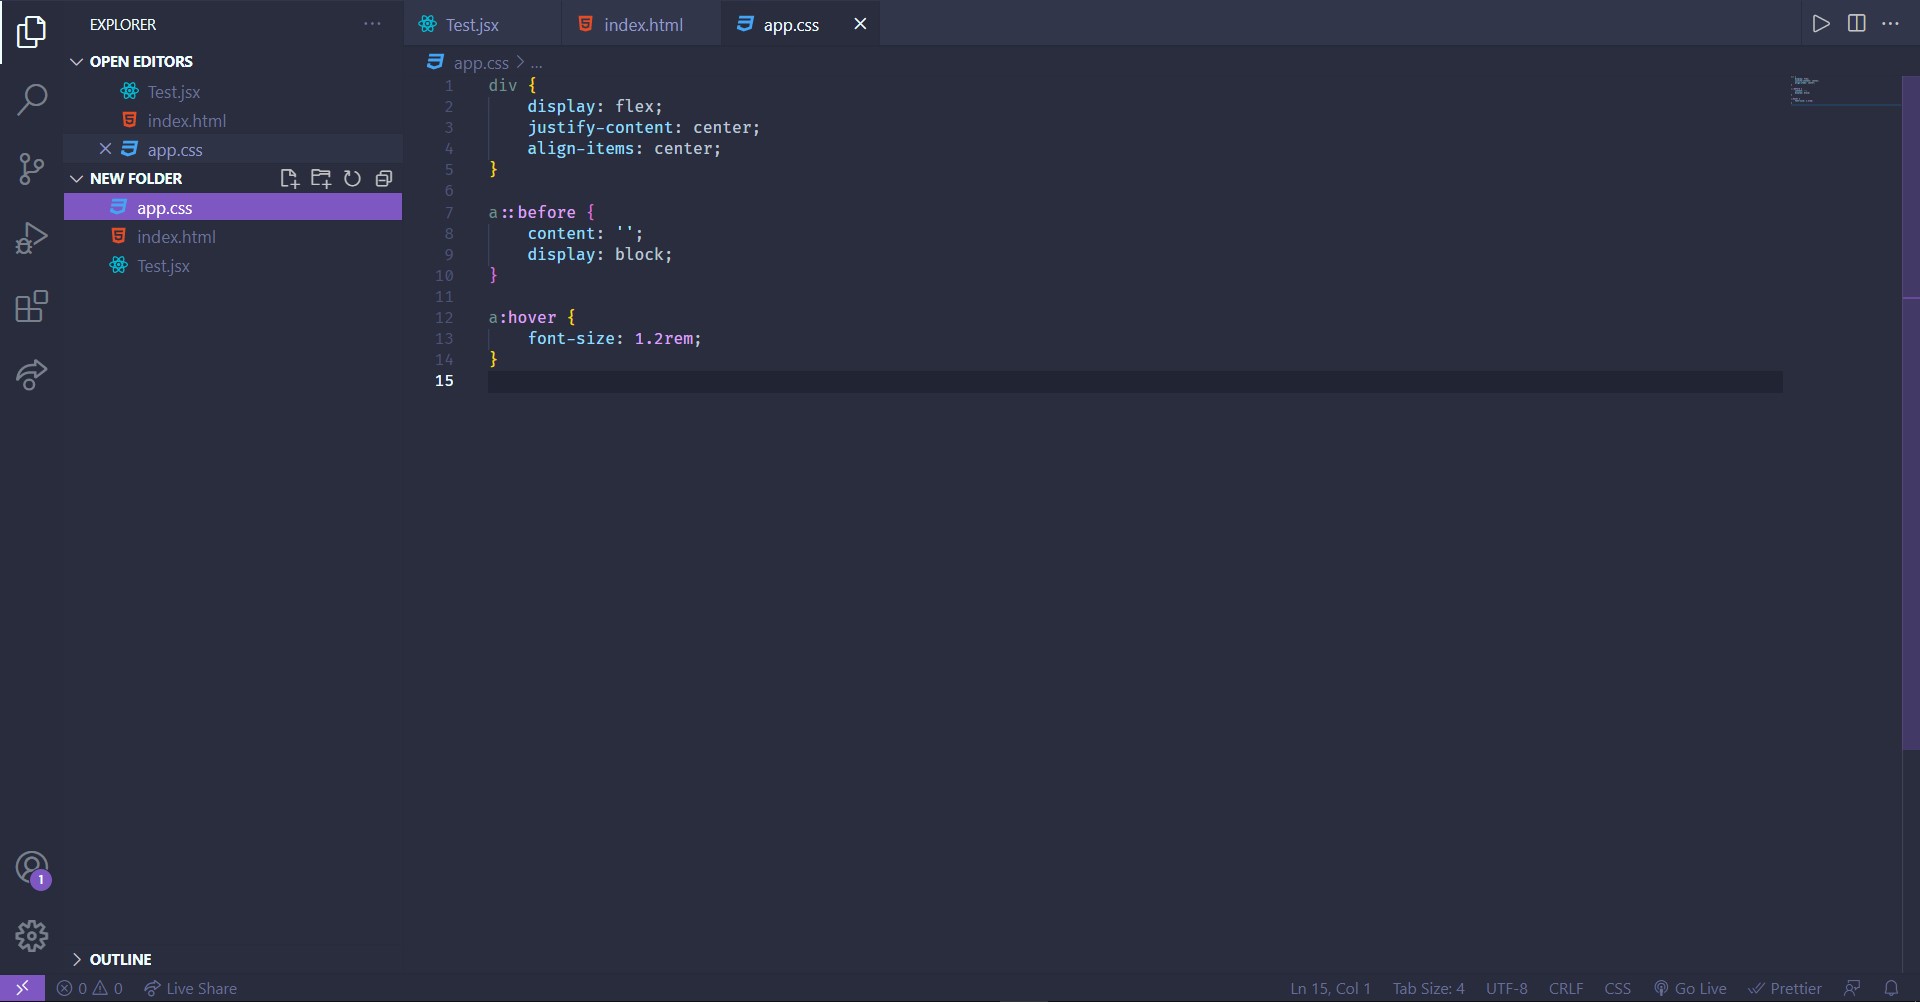 EXPLORER
OPEN EDITORS
Test.jsx
index.html
app.css
NEW FOLDER
app.css
index.html
Test.jsx
1
OUTLINE
Test.jsx
index.html
app.css
app.css > ...
1 div {
2     display: flex;
3     justify-content: center;
4     align-items: center;
5 }
6
7 a::before {
8     content: '';
9     display: block;
10 }
11
12 a:hover {
13     font-size: 1.2rem;
14 }
15
0 0 Live Share Ln 15, Col 1 Tab Size: 4 UTF-8 CRLF CSS Go Live Prettier